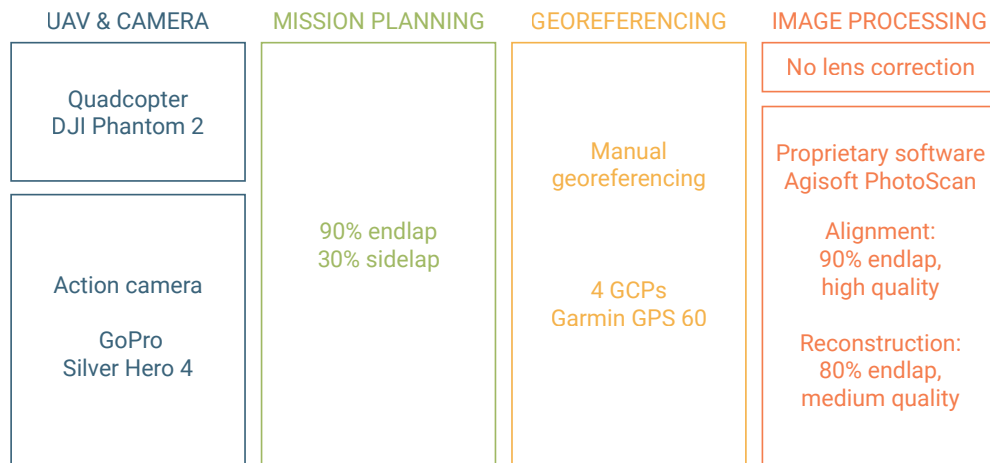 UAV & CAMERA
Quadcopter
DJI Phantom 2
Action camera
GoPro
Silver Hero 4
MISSION PLANNING
90% endlap
30% sidelap
GEOREFERENCING
Manual
georeferencing
4 GCPs
Garmin GPS 60
IMAGE PROCESSING
No lens correction
Proprietary software
Agisoft PhotoScan
Alignment:
90% endlap,
high quality
Reconstruction:
80% endlap,
medium quality